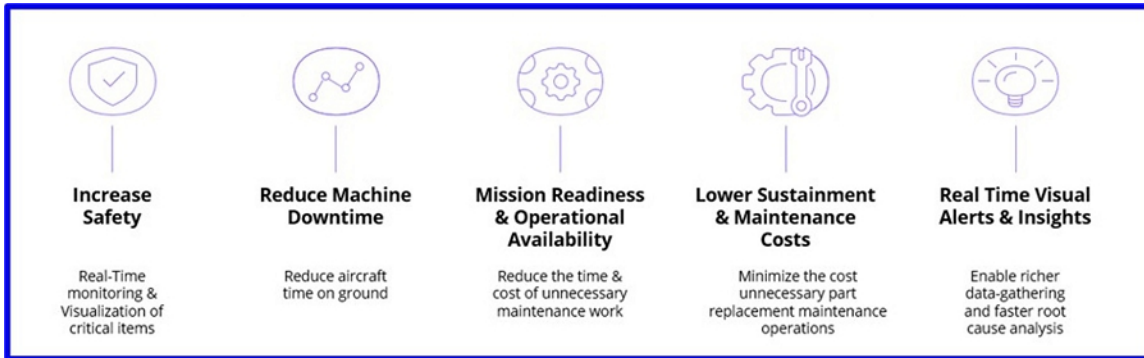 Increase
Safety
Real-Time
monitoring &
Visualization of
critical items
Reduce Machine
Downtime
Reduce aircraft
time on ground
Mission Readiness
& Operational
Availability
Reduce the time &
cost of unnecessary
maintenance work
Lower Sustainment
& Maintenance
Costs
Minimize the cost
unnecessary part
replacement maintenance
operations
Real Time Visual
Alerts & Insights
Enable richer
data-gathering
and faster root
cause analysis